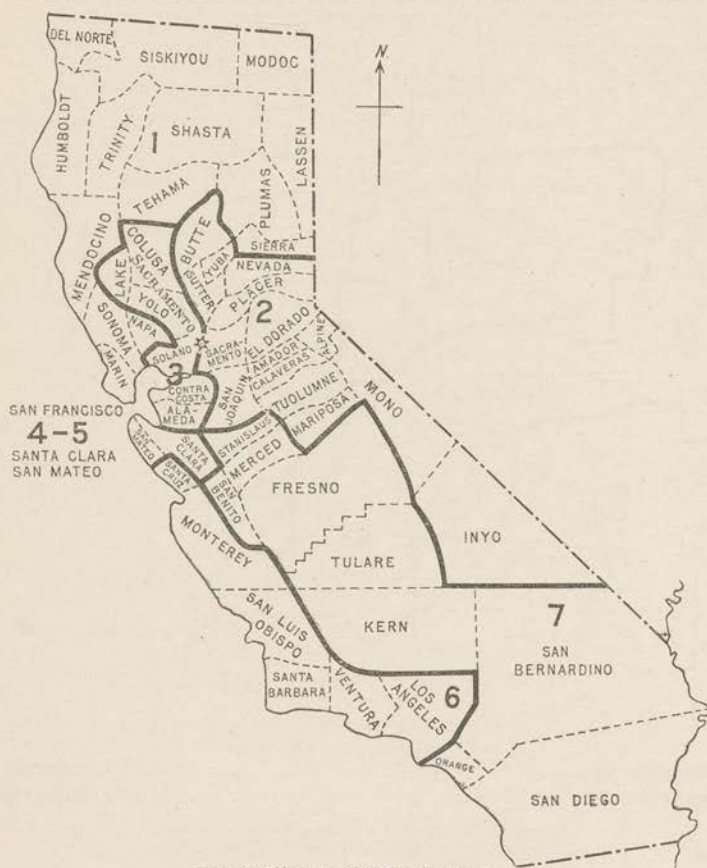 DEL NORTE
SISKIYOU
MODOC
N.
HUMBOLDT
TRINITY
1
SHASTA
LASSEN
TEHAMA
PLUMAS
MENDOCINO
COLUSA
BUTTE
SIERRA
LAKE
SACRAMENTO
YUBA
NEVADA
SUTTER
YOLO
PLACER
NAPA
SONOMA
2
EL DORADO
SOLANO
SACRA-
MENTO
AMADOR
ALPINE
MARIN
3
CALAVERAS
CONTRA
COSTA
SAN
JOAQUIN
TUOLUMNE
MONO
ALA-
MEDA
SAN FRANCISCO
4-5
SANTA CLARA
SAN MATEO
SAN
MATEO
SANTA
CLARA
STANISLAUS
MARIPOSA
MERCED
SANTA
CRUZ
SAN
BENITO
FRESNO
MONTEREY
INYO
TULARE
SAN LUIS
OBISPO
KERN
7
SAN
BERNARDINO
SANTA
BARBARA
VENTURA
LOS
ANGELES
6
ORANGE
SAN DIEGO